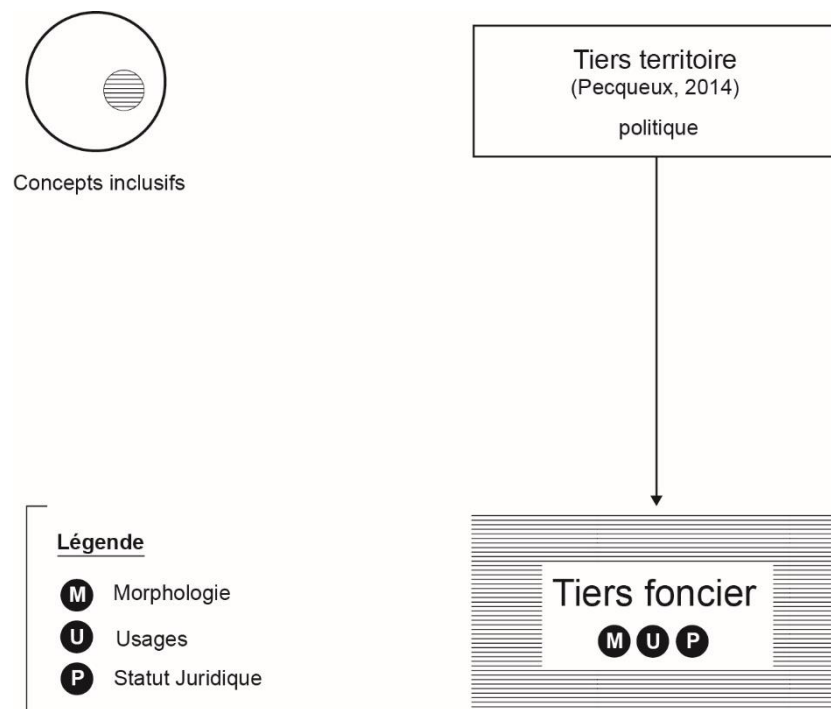 Tiers territoire
(Pecqueux, 2014)
politique
Concepts inclusifs
Légende
M Morphologie
U Usages
P Statut Juridique
Tiers foncier
M U P